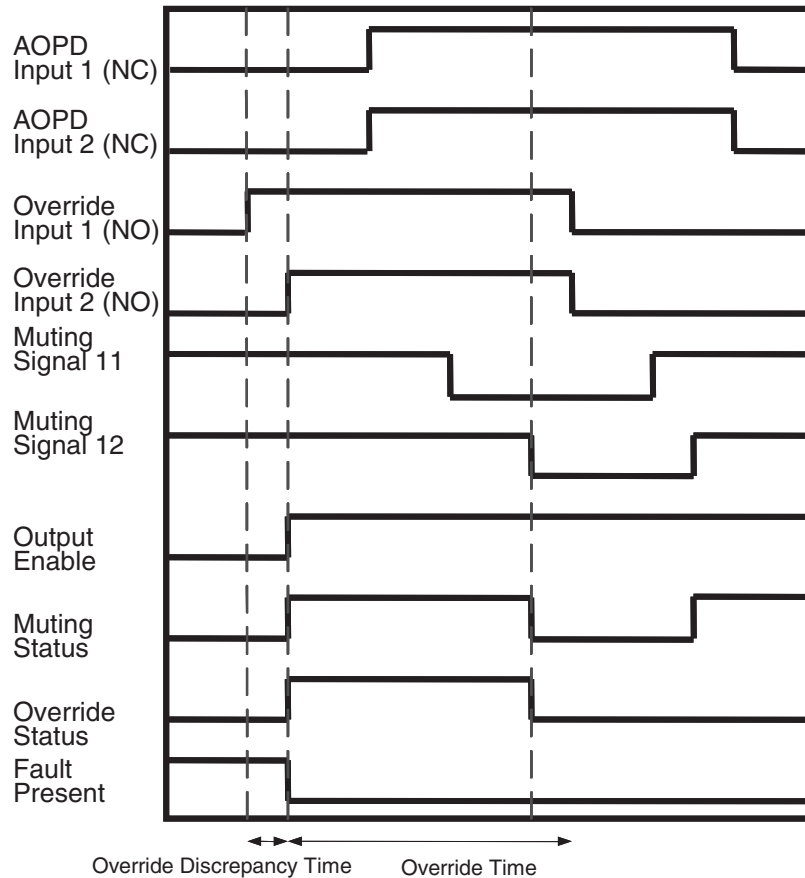 AOPD
Input 1 (NC)
AOPD
Input 2 (NC)
Override
Input 1 (NO)
Override
Input 2 (NO)
Muting
Signal 11
Muting
Signal 12
Output
Enable
Muting
Status
Override
Status
Fault
Present
Override Discrepancy Time
Override Time